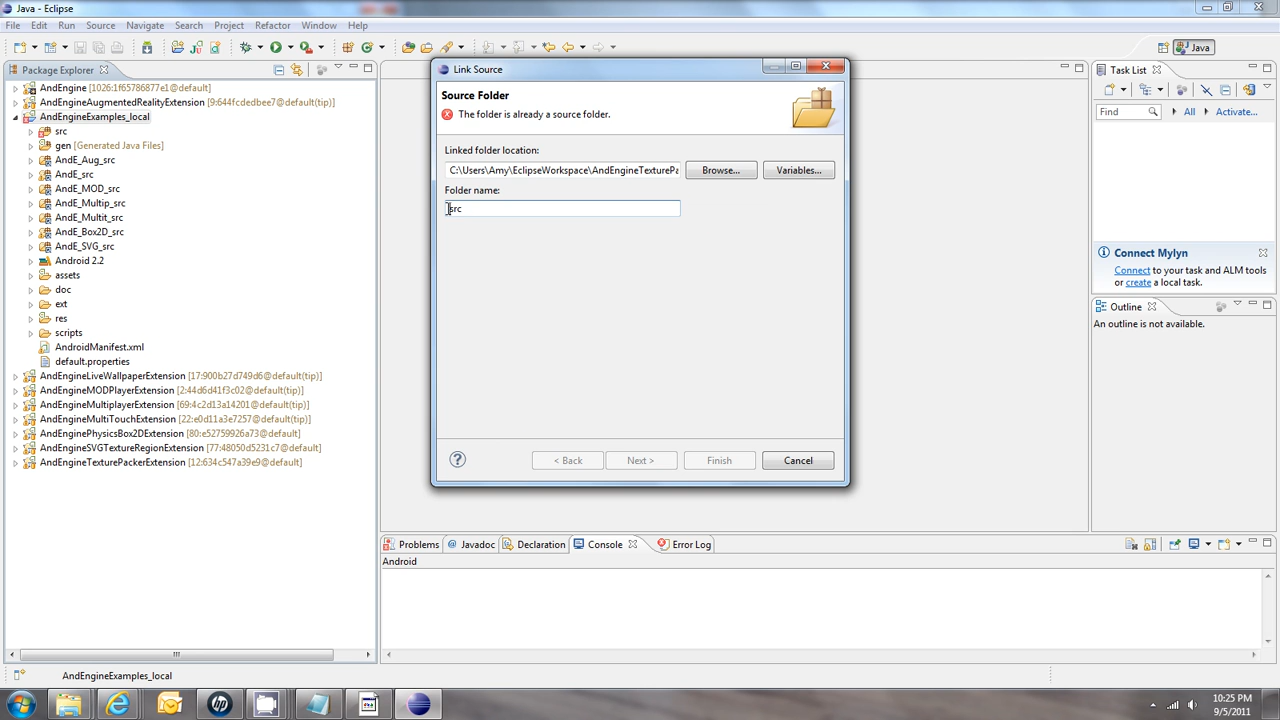 Java - Eclipse
File Edit Run Source Navigate Search Project Refactor Window Help
Java
Package Explorer
AndEngine [1026:1f65786877e1@default]
AndEngineAugmentedRealityExtension [9:644fcdedbee7@default(tip)]
AndEngineExamples_local
src
gen [Generated Java Files]
AndE_Aug_src
AndE_src
AndE_MOD_src
AndE_Multip_src
AndE_Multit_src
AndE_Box2D_src
AndE_SVG_src
Android 2.2
assets
doc
ext
res
scripts
AndroidManifest.xml
default.properties
AndEngineLiveWallpaperExtension [17:900b27d749d6@default(tip)]
AndEngineMODPlayerExtension [2:44d6d41f3c02@default(tip)]
AndEngineMultiplayerExtension [69:4c2d13a14201@default(tip)]
AndEngineMultiTouchExtension [22:e0d11a3e7257@default(tip)]
AndEnginePhysicsBox2DExtension [80:e52759926a73@default]
AndEngineSVGTextureRegionExtension [77:48050d5231c7@default]
AndEngineTexturePackerExtension [12:634c547a39e9@default]
Link Source
Source Folder
The folder is already a source folder.
Linked folder location:
C:\Users\Amy\EclipseWorkspace\AndEngineTexturePa
Browse... Variables...
Folder name:
src
? < Back Next > Finish Cancel
Task List
Find All Activate...
Connect Mylyn
Connect to your task and ALM tools
or create a local task.
Outline
An outline is not available.
Problems Javadoc Declaration Console Error Log
Android
AndEngineExamples_local
10:25 PM
9/5/2011